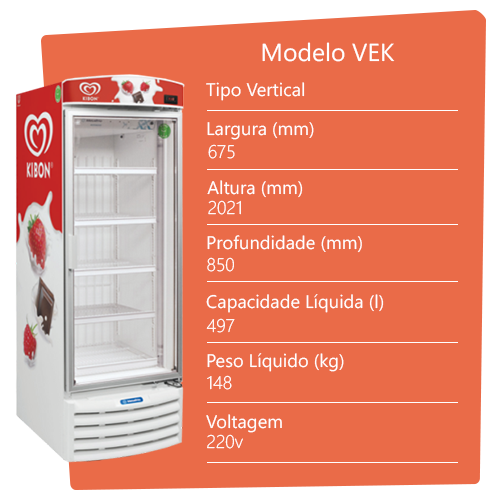 Modelo VEK
Tipo Vertical
Largura (mm)
675
Altura (mm)
2021
Profundidade (mm)
850
Capacidade Líquida (l)
497
Peso Líquido (kg)
148
Voltagem
220v
KIBON
KIBON